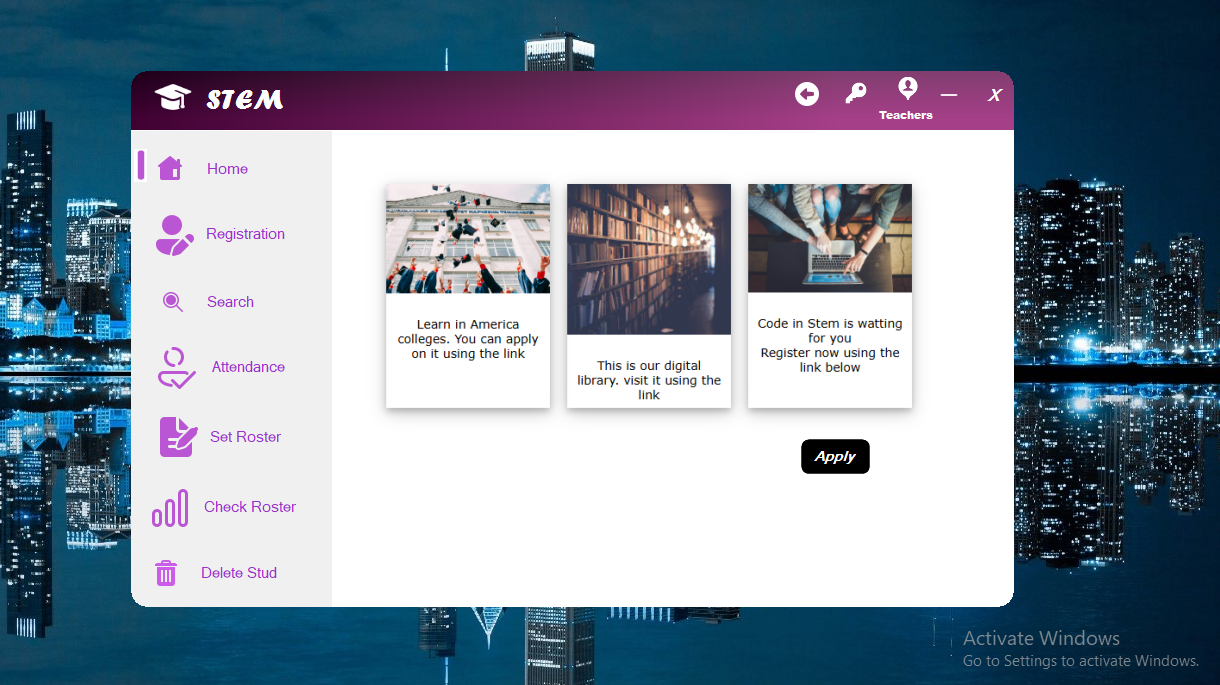 STEM
Teachers
X
Home
Registration
Search
Attendance
Set Roster
Check Roster
Delete Stud
Learn in America
colleges. You can apply
on it using the link
This is our digital
library. visit it using the
link
Code in Stem is watting
for you
Register now using the
link below
Apply
Activate Windows
Go to Settings to activate Windows.